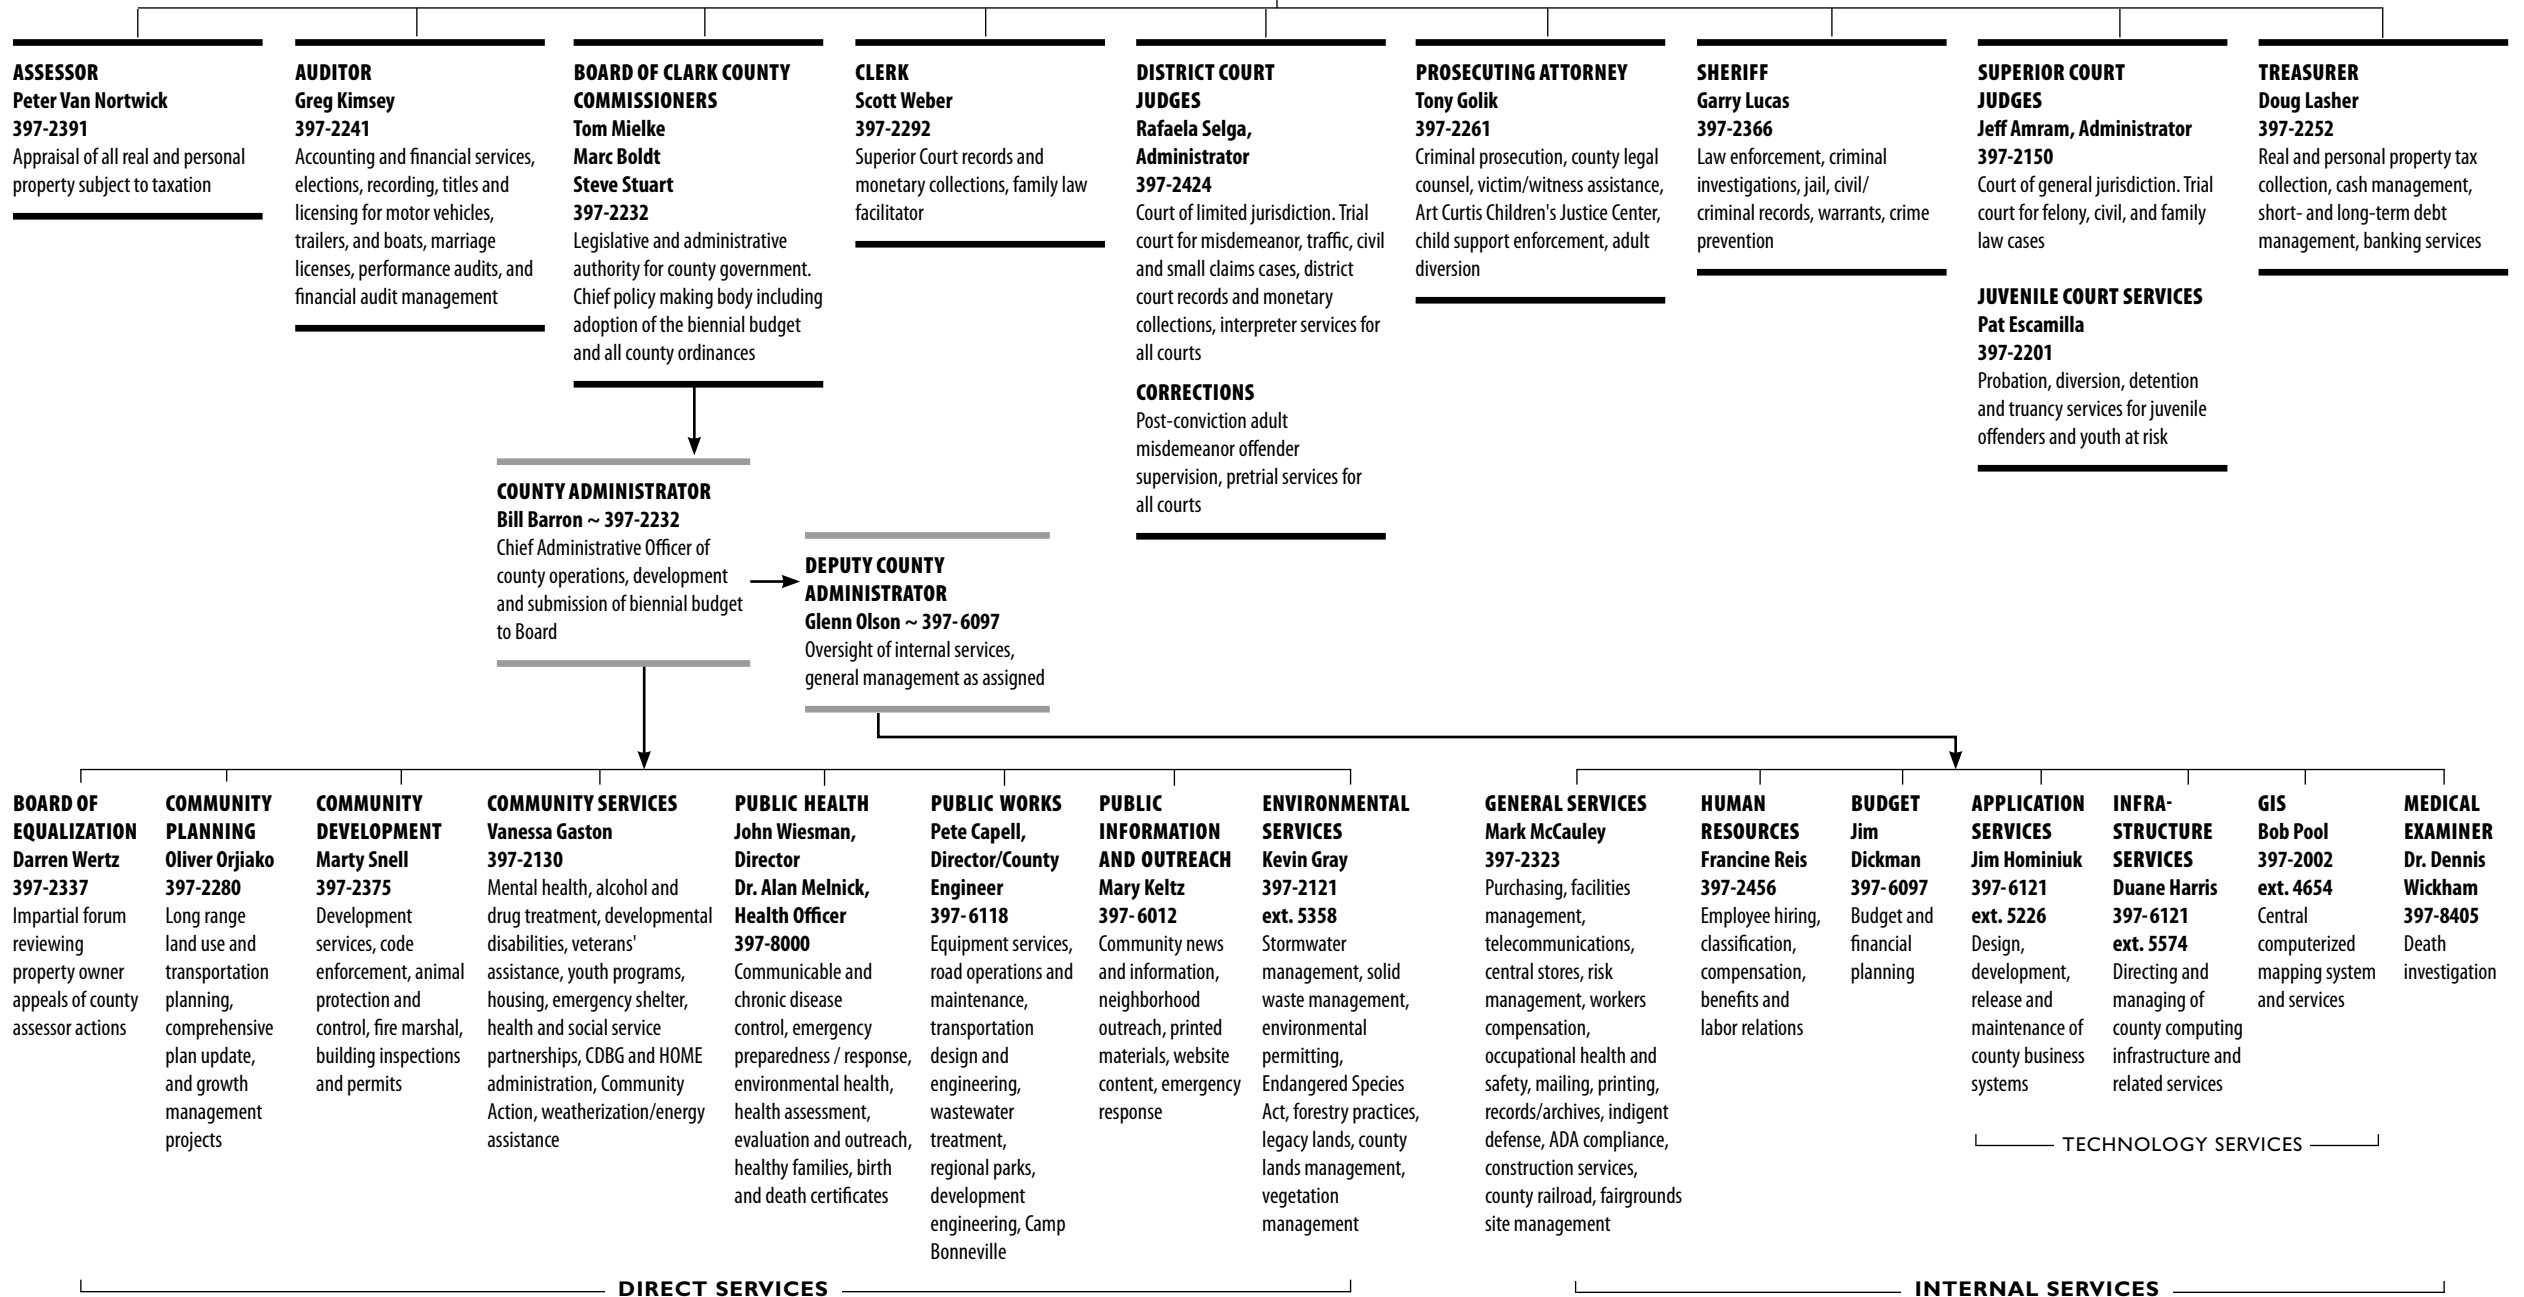 ASSESSOR
Peter Van Nortwick
397-2391
Appraisal of all real and personal
property subject to taxation
AUDITOR
Greg Kimsey
397-2241
Accounting and financial services,
elections, recording, titles and
licensing for motor vehicles,
trailers, and boats, marriage
licenses, performance audits, and
financial audit management
BOARD OF CLARK COUNTY
COMMISSIONERS
Tom Mielke
Marc Boldt
Steve Stuart
397-2232
Legislative and administrative
authority for county government.
Chief policy making body including
adoption of the biennial budget
and all county ordinances
CLERK
Scott Weber
397-2292
Superior Court records and
monetary collections, family law
facilitator
DISTRICT COURT
JUDGES
Rafaela Selga,
Administrator
397-2424
Court of limited jurisdiction. Trial
court for misdemeanor, traffic, civil
and small claims cases, district
court records and monetary
collections, interpreter services for
all courts
CORRECTIONS
Post-conviction adult
misdemeanor offender
supervision, pretrial services for
all courts
PROSECUTING ATTORNEY
Tony Golik
397-2261
Criminal prosecution, county legal
counsel, victim/witness assistance,
Art Curtis Children's Justice Center,
child support enforcement, adult
diversion
SHERIFF
Garry Lucas
397-2366
Law enforcement, criminal
investigations, jail, civil/
criminal records, warrants, crime
prevention
SUPERIOR COURT
JUDGES
Jeff Amram, Administrator
397-2150
Court of general jurisdiction. Trial
court for felony, civil, and family
law cases
JUVENILE COURT SERVICES
Pat Escamilla
397-2201
Probation, diversion, detention
and truancy services for juvenile
offenders and youth at risk
TREASURER
Doug Lasher
397-2252
Real and personal property tax
collection, cash management,
short- and long-term debt
management, banking services
COUNTY ADMINISTRATOR
Bill Barron ~ 397-2232
Chief Administrative Officer of
county operations, development
and submission of biennial budget
to Board
DEPUTY COUNTY
ADMINISTRATOR
Glenn Olson ~ 397-6097
Oversight of internal services,
general management as assigned
BOARD OF
EQUALIZATION
Darren Wertz
397-2337
Impartial forum
reviewing
property owner
appeals of county
assessor actions
COMMUNITY
PLANNING
Oliver Orjiako
397-2280
Long range
land use and
transportation
planning,
comprehensive
plan update,
and growth
management
projects
COMMUNITY
DEVELOPMENT
Marty Snell
397-2375
Development
services, code
enforcement, animal
protection and
control, fire marshal,
building inspections
and permits
COMMUNITY SERVICES
Vanessa Gaston
397-2130
Mental health, alcohol and
drug treatment, developmental
disabilities, veterans'
assistance, youth programs,
housing, emergency shelter,
health and social service
partnerships, CDBG and HOME
administration, Community
Action, weatherization/energy
assistance
PUBLIC HEALTH
John Wiesman,
Director
Dr. Alan Melnick,
Health Officer
397-8000
Communicable and
chronic disease
control, emergency
preparedness / response,
environmental health,
health assessment,
evaluation and outreach,
healthy families, birth
and death certificates
PUBLIC WORKS
Pete Capell,
Director/County
Engineer
397-6118
Equipment services,
road operations and
maintenance,
transportation
design and
engineering,
wastewater
treatment,
regional parks,
development
engineering, Camp
Bonneville
PUBLIC
INFORMATION
AND OUTREACH
Mary Keltz
397-6012
Community news
and information,
neighborhood
outreach, printed
materials, website
content, emergency
response
ENVIRONMENTAL
SERVICES
Kevin Gray
397-2121
ext. 5358
Stormwater
management, solid
waste management,
environmental
permitting,
Endangered Species
Act, forestry practices,
legacy lands, county
lands management,
vegetation
management
DIRECT SERVICES
GENERAL SERVICES
Mark McCauley
397-2323
Purchasing, facilities
management,
telecommunications,
central stores, risk
management, workers
compensation,
occupational health and
safety, mailing, printing,
records/archives, indigent
defense, ADA compliance,
construction services,
county railroad, fairgrounds
site management
HUMAN
RESOURCES
Francine Reis
397-2456
Employee hiring,
classification,
compensation,
benefits and
labor relations
BUDGET
Jim
Dickman
397-6097
Budget and
financial
planning
APPLICATION
SERVICES
Jim Hominiuk
397-6121
ext. 5226
Design,
development,
release and
maintenance of
county business
systems
INFRA-
STRUCTURE
SERVICES
Duane Harris
397-6121
ext. 5574
Directing and
managing of
county computing
infrastructure and
related services
GIS
Bob Pool
397-2002
ext. 4654
Central
computerized
mapping system
and services
TECHNOLOGY SERVICES
MEDICAL
EXAMINER
Dr. Dennis
Wickham
397-8405
Death
investigation
INTERNAL SERVICES